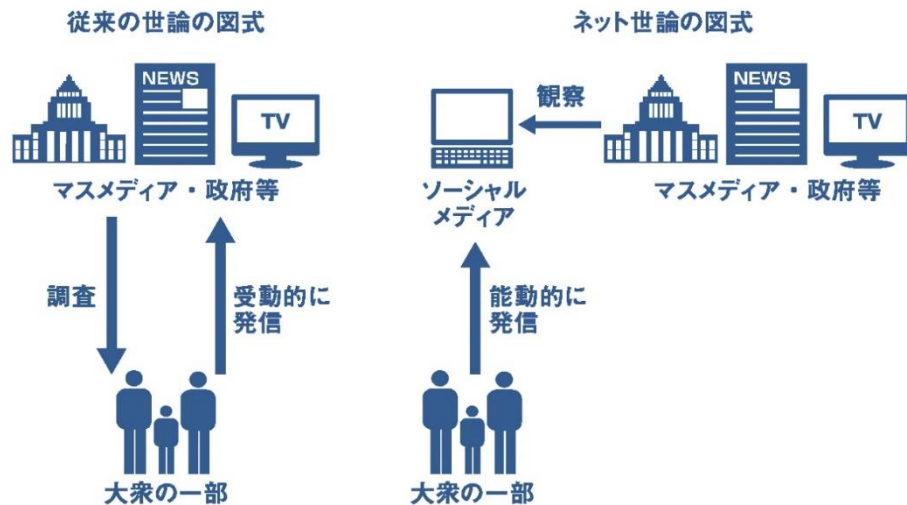 従来の世論の図式
NEWS
TV
マスメディア・政府等
調査
受動的に
発信
大衆の一部
ネット世論の図式
観察
NEWS
TV
ソーシャル
メディア
マスメディア・政府等
能動的に
発信
大衆の一部